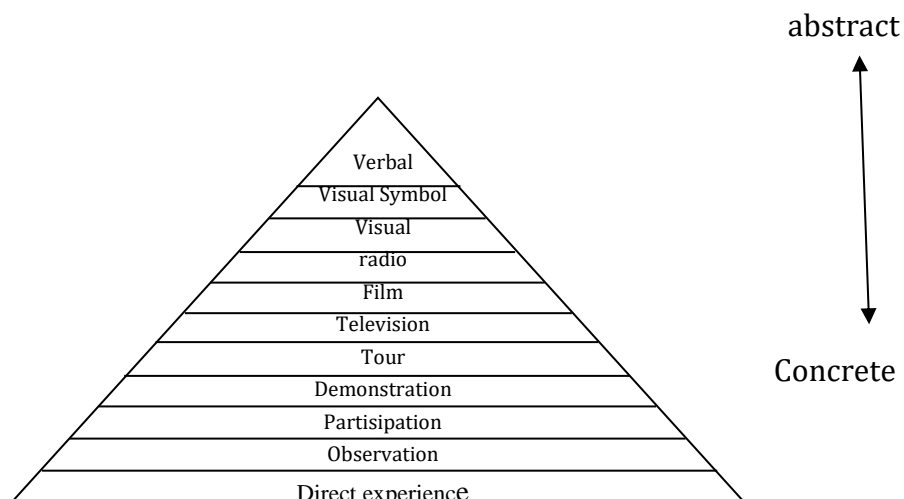 abstract
Verbal
Visual Symbol
Visual
radio
Film
Television
Tour
Demonstration
Partisipation
Observation
Direct experience
Concrete